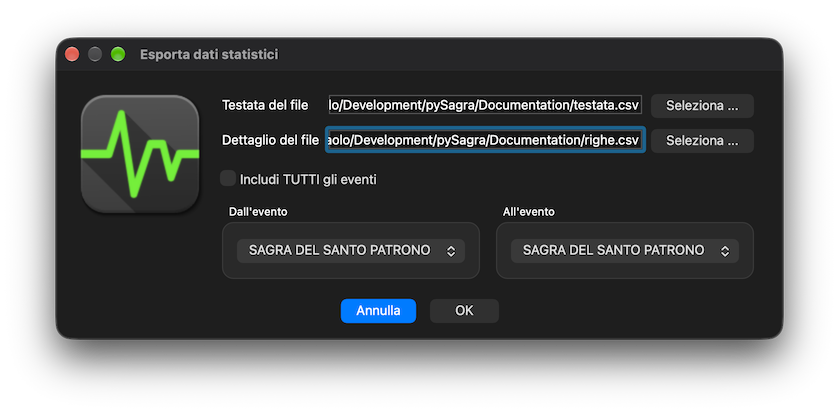 Esporta dati statistici
Testata del file lo/Development/pySagra/Documentation/testata.csv Seleziona ...
Dettaglio del file aolo/Development/pySagra/Documentation/righe.csv Seleziona ...
Includi TUTTI gli eventi
Dall'evento All'evento
SAGRA DEL SANTO PATRONO SAGRA DEL SANTO PATRONO
Annulla OK